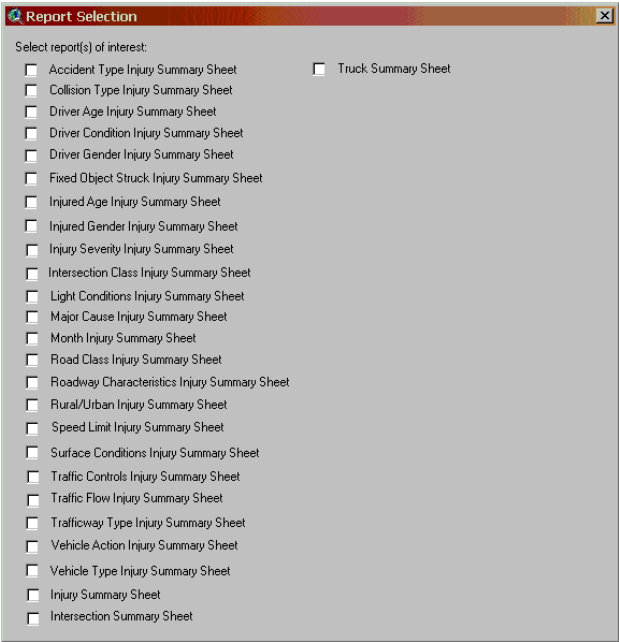 Report Selection
Select report(s) of interest:
Accident Type Injury Summary Sheet
Collision Type Injury Summary Sheet
Driver Age Injury Summary Sheet
Driver Condition Injury Summary Sheet
Driver Gender Injury Summary Sheet
Fixed Object Struck Injury Summary Sheet
Injured Age Injury Summary Sheet
Injured Gender Injury Summary Sheet
Injury Severity Injury Summary Sheet
Intersection Class Injury Summary Sheet
Light Conditions Injury Summary Sheet
Major Cause Injury Summary Sheet
Month Injury Summary Sheet
Road Class Injury Summary Sheet
Roadway Characteristics Injury Summary Sheet
Rural/Urban Injury Summary Sheet
Speed Limit Injury Summary Sheet
Surface Conditions Injury Summary Sheet
Traffic Controls Injury Summary Sheet
Traffic Flow Injury Summary Sheet
Trafficway Type Injury Summary Sheet
Vehicle Action Injury Summary Sheet
Vehicle Type Injury Summary Sheet
Injury Summary Sheet
Intersection Summary Sheet
Truck Summary Sheet